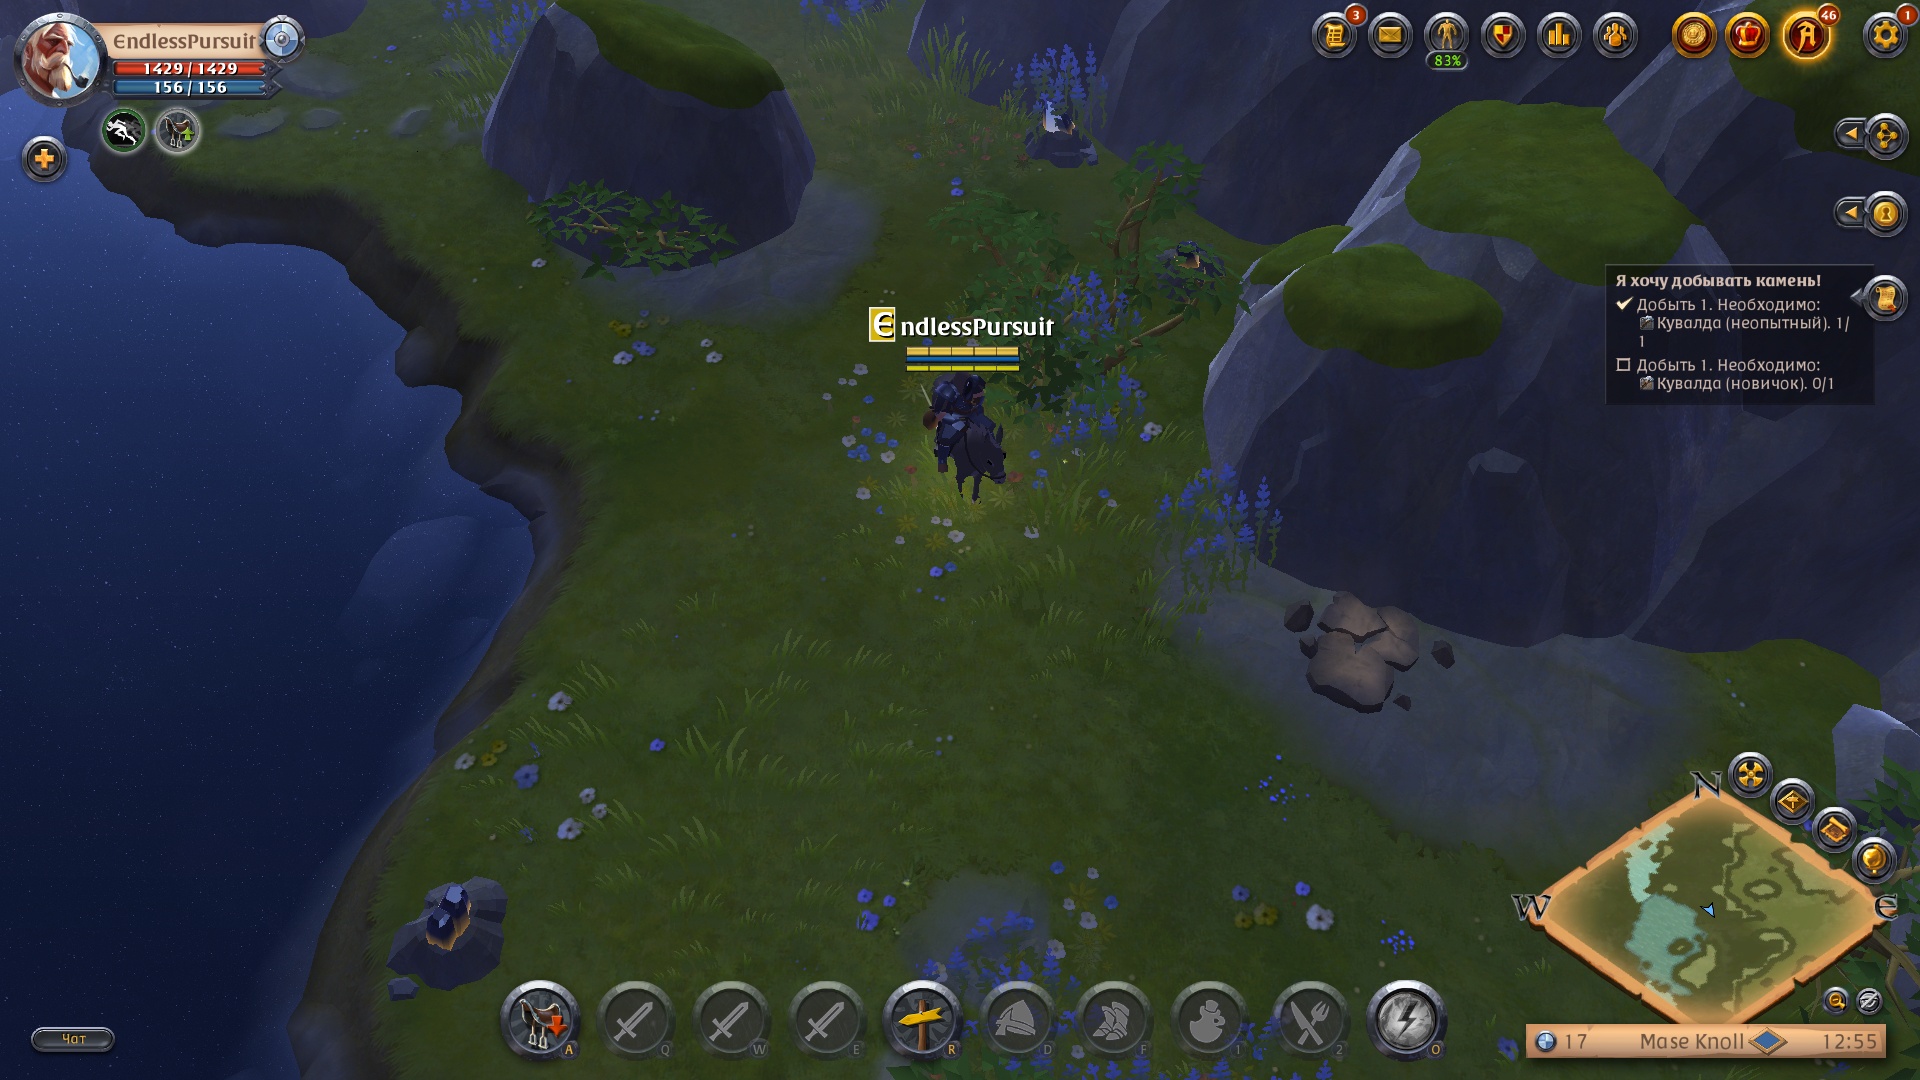 EndlessPursuit
1429 / 1429
156 / 156
3
83%
46
1
EndlessPursuit
Я хочу добывать камень!
Добыть 1. Необходимо:
Кувалда (неопытный). 1/
1
Добыть 1. Необходимо:
Кувалда (новичок). 0/1
N
W
E
Чат
A
Q
W
E
R
D
F
1
2
O
17
Mase Knoll
12:55